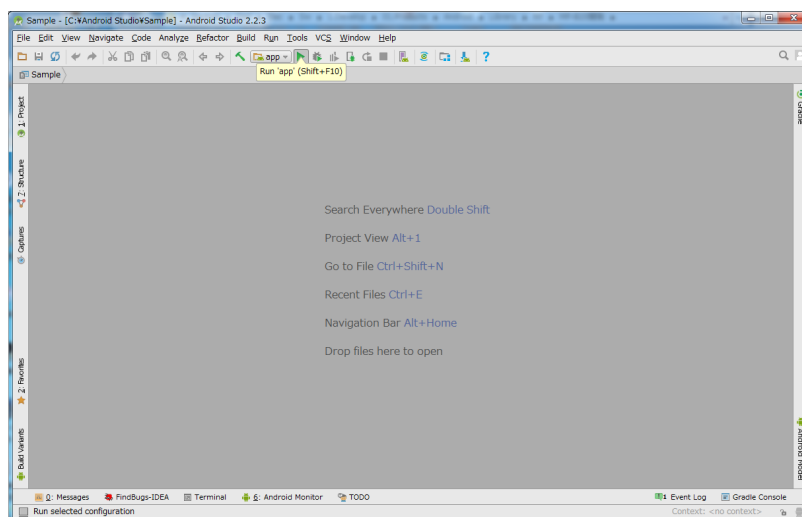 Sample - [C:¥Android Studio¥Sample] - Android Studio 2.2.3
File Edit View Navigate Code Analyze Refactor Build Run Tools VCS Window Help
app
Sample
Run 'app' (Shift+F10)
1: Project
Gradle
7: Structure
Captures
Search Everywhere Double Shift
Project View Alt+1
Go to File Ctrl+Shift+N
Recent Files Ctrl+E
Navigation Bar Alt+Home
Drop files here to open
2: Favorites
Build Variants
Android Model
0: Messages FindBugs-IDEA Terminal 6: Android Monitor TODO 1 Event Log Gradle Console
Run selected configuration Context: <no context>